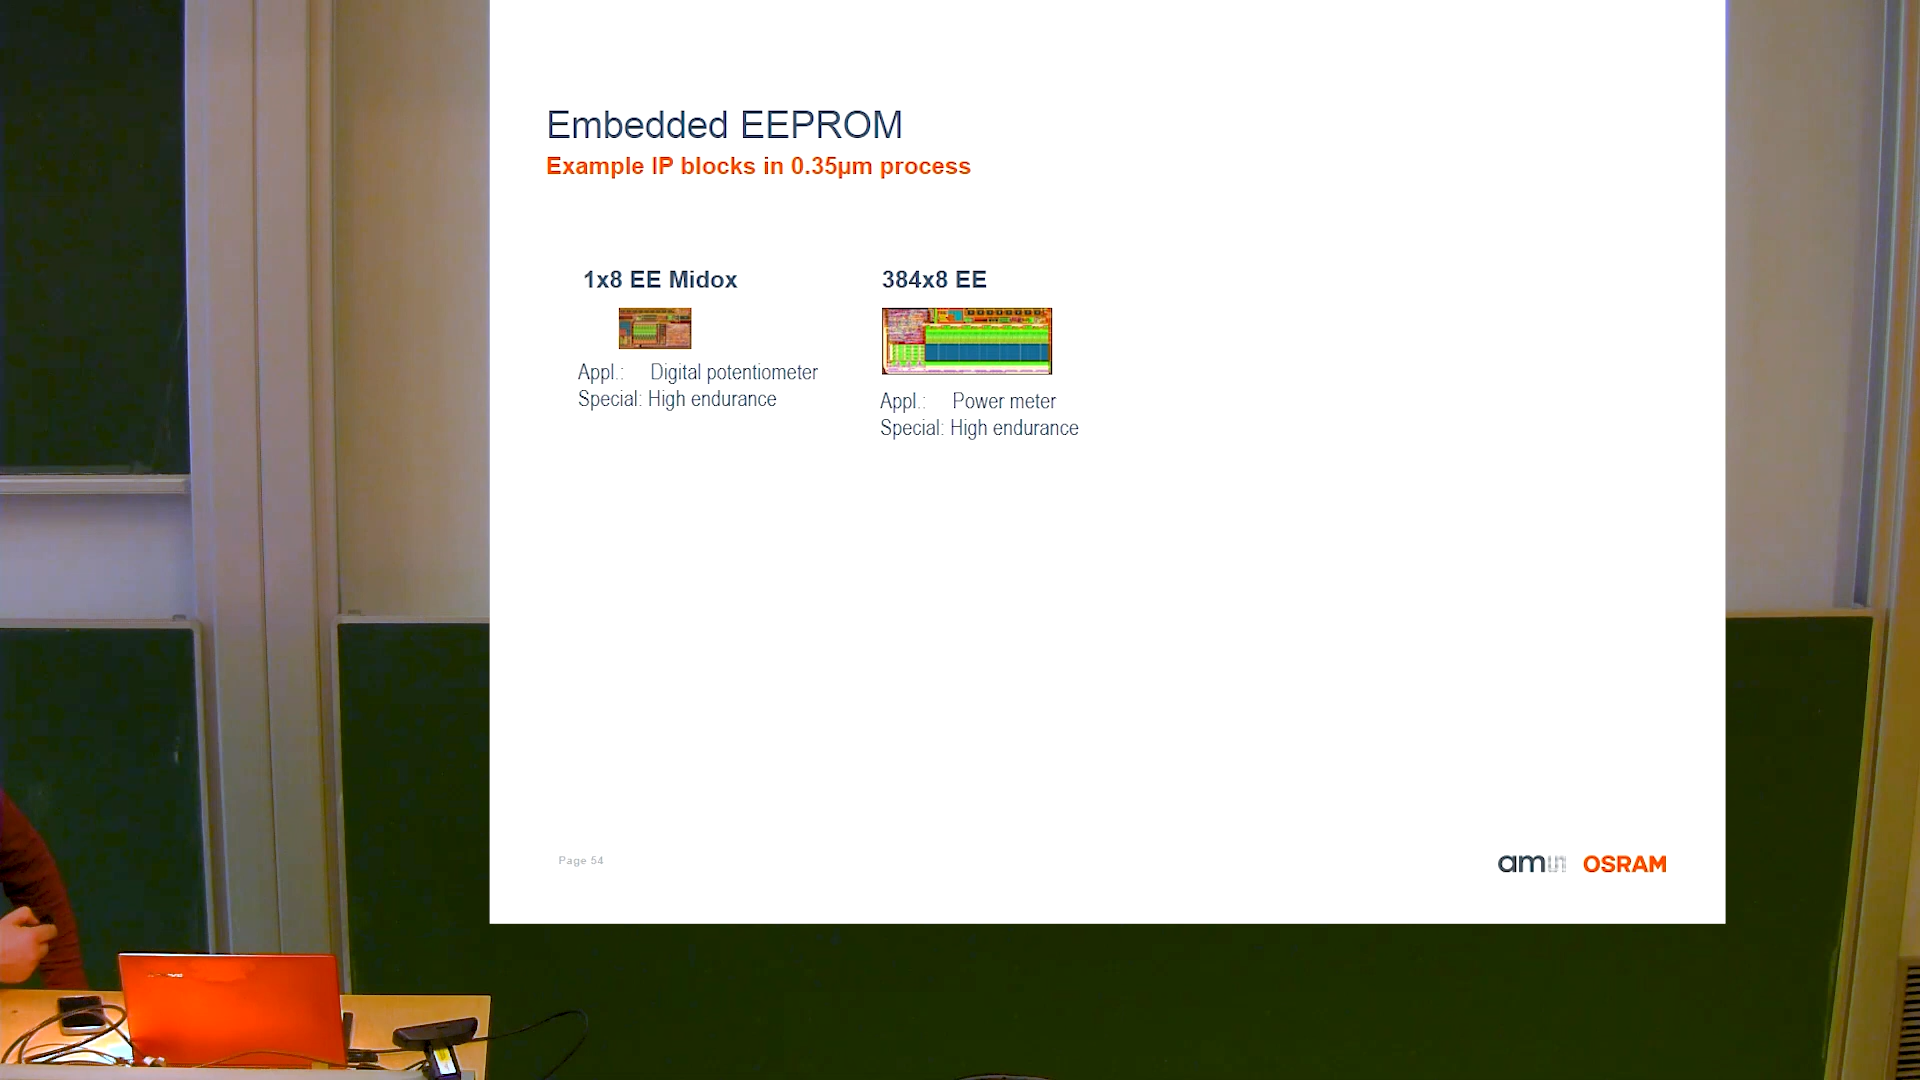 Embedded EEPROM
Example IP blocks in 0.35µm process
1x8 EE Midox
Appl.: Digital potentiometer
Special: High endurance
384x8 EE
Appl.: Power meter
Special: High endurance
Page 54
am OSRAM